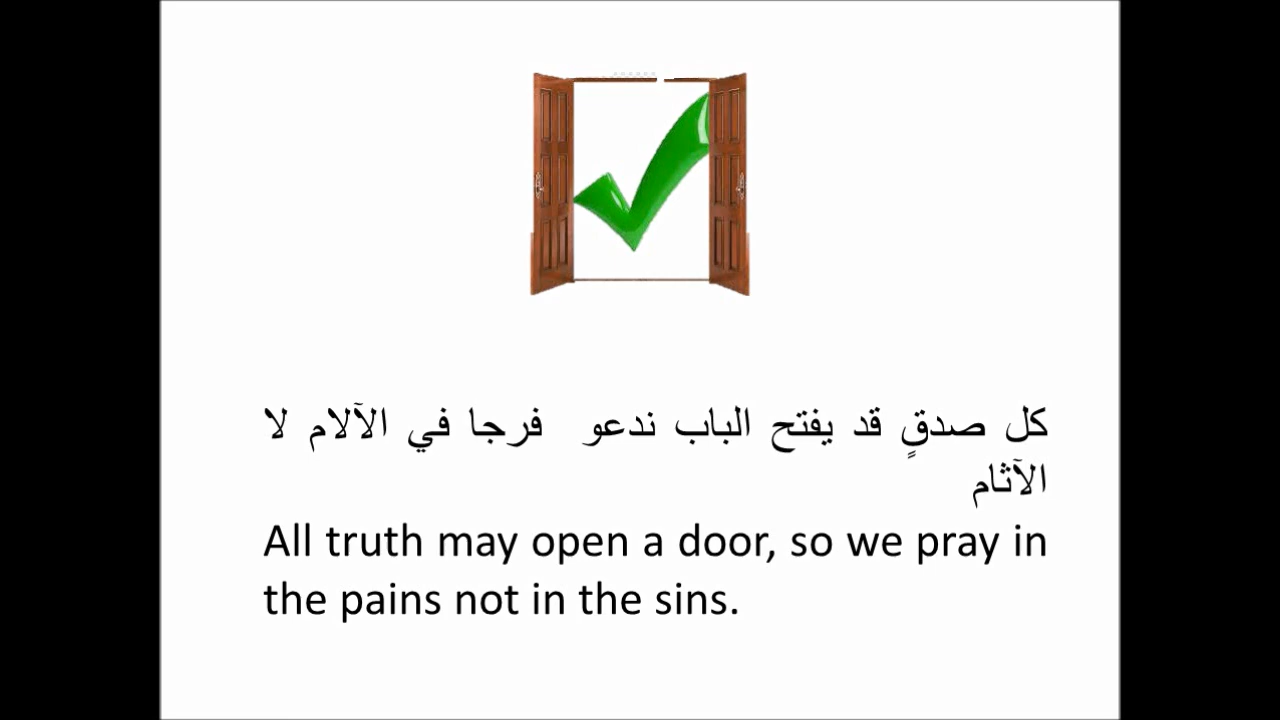 كل صدقٍ قد يفتح الباب ندعو فرجا في الآلام لا
الآثام
All truth may open a door, so we pray in
the pains not in the sins.